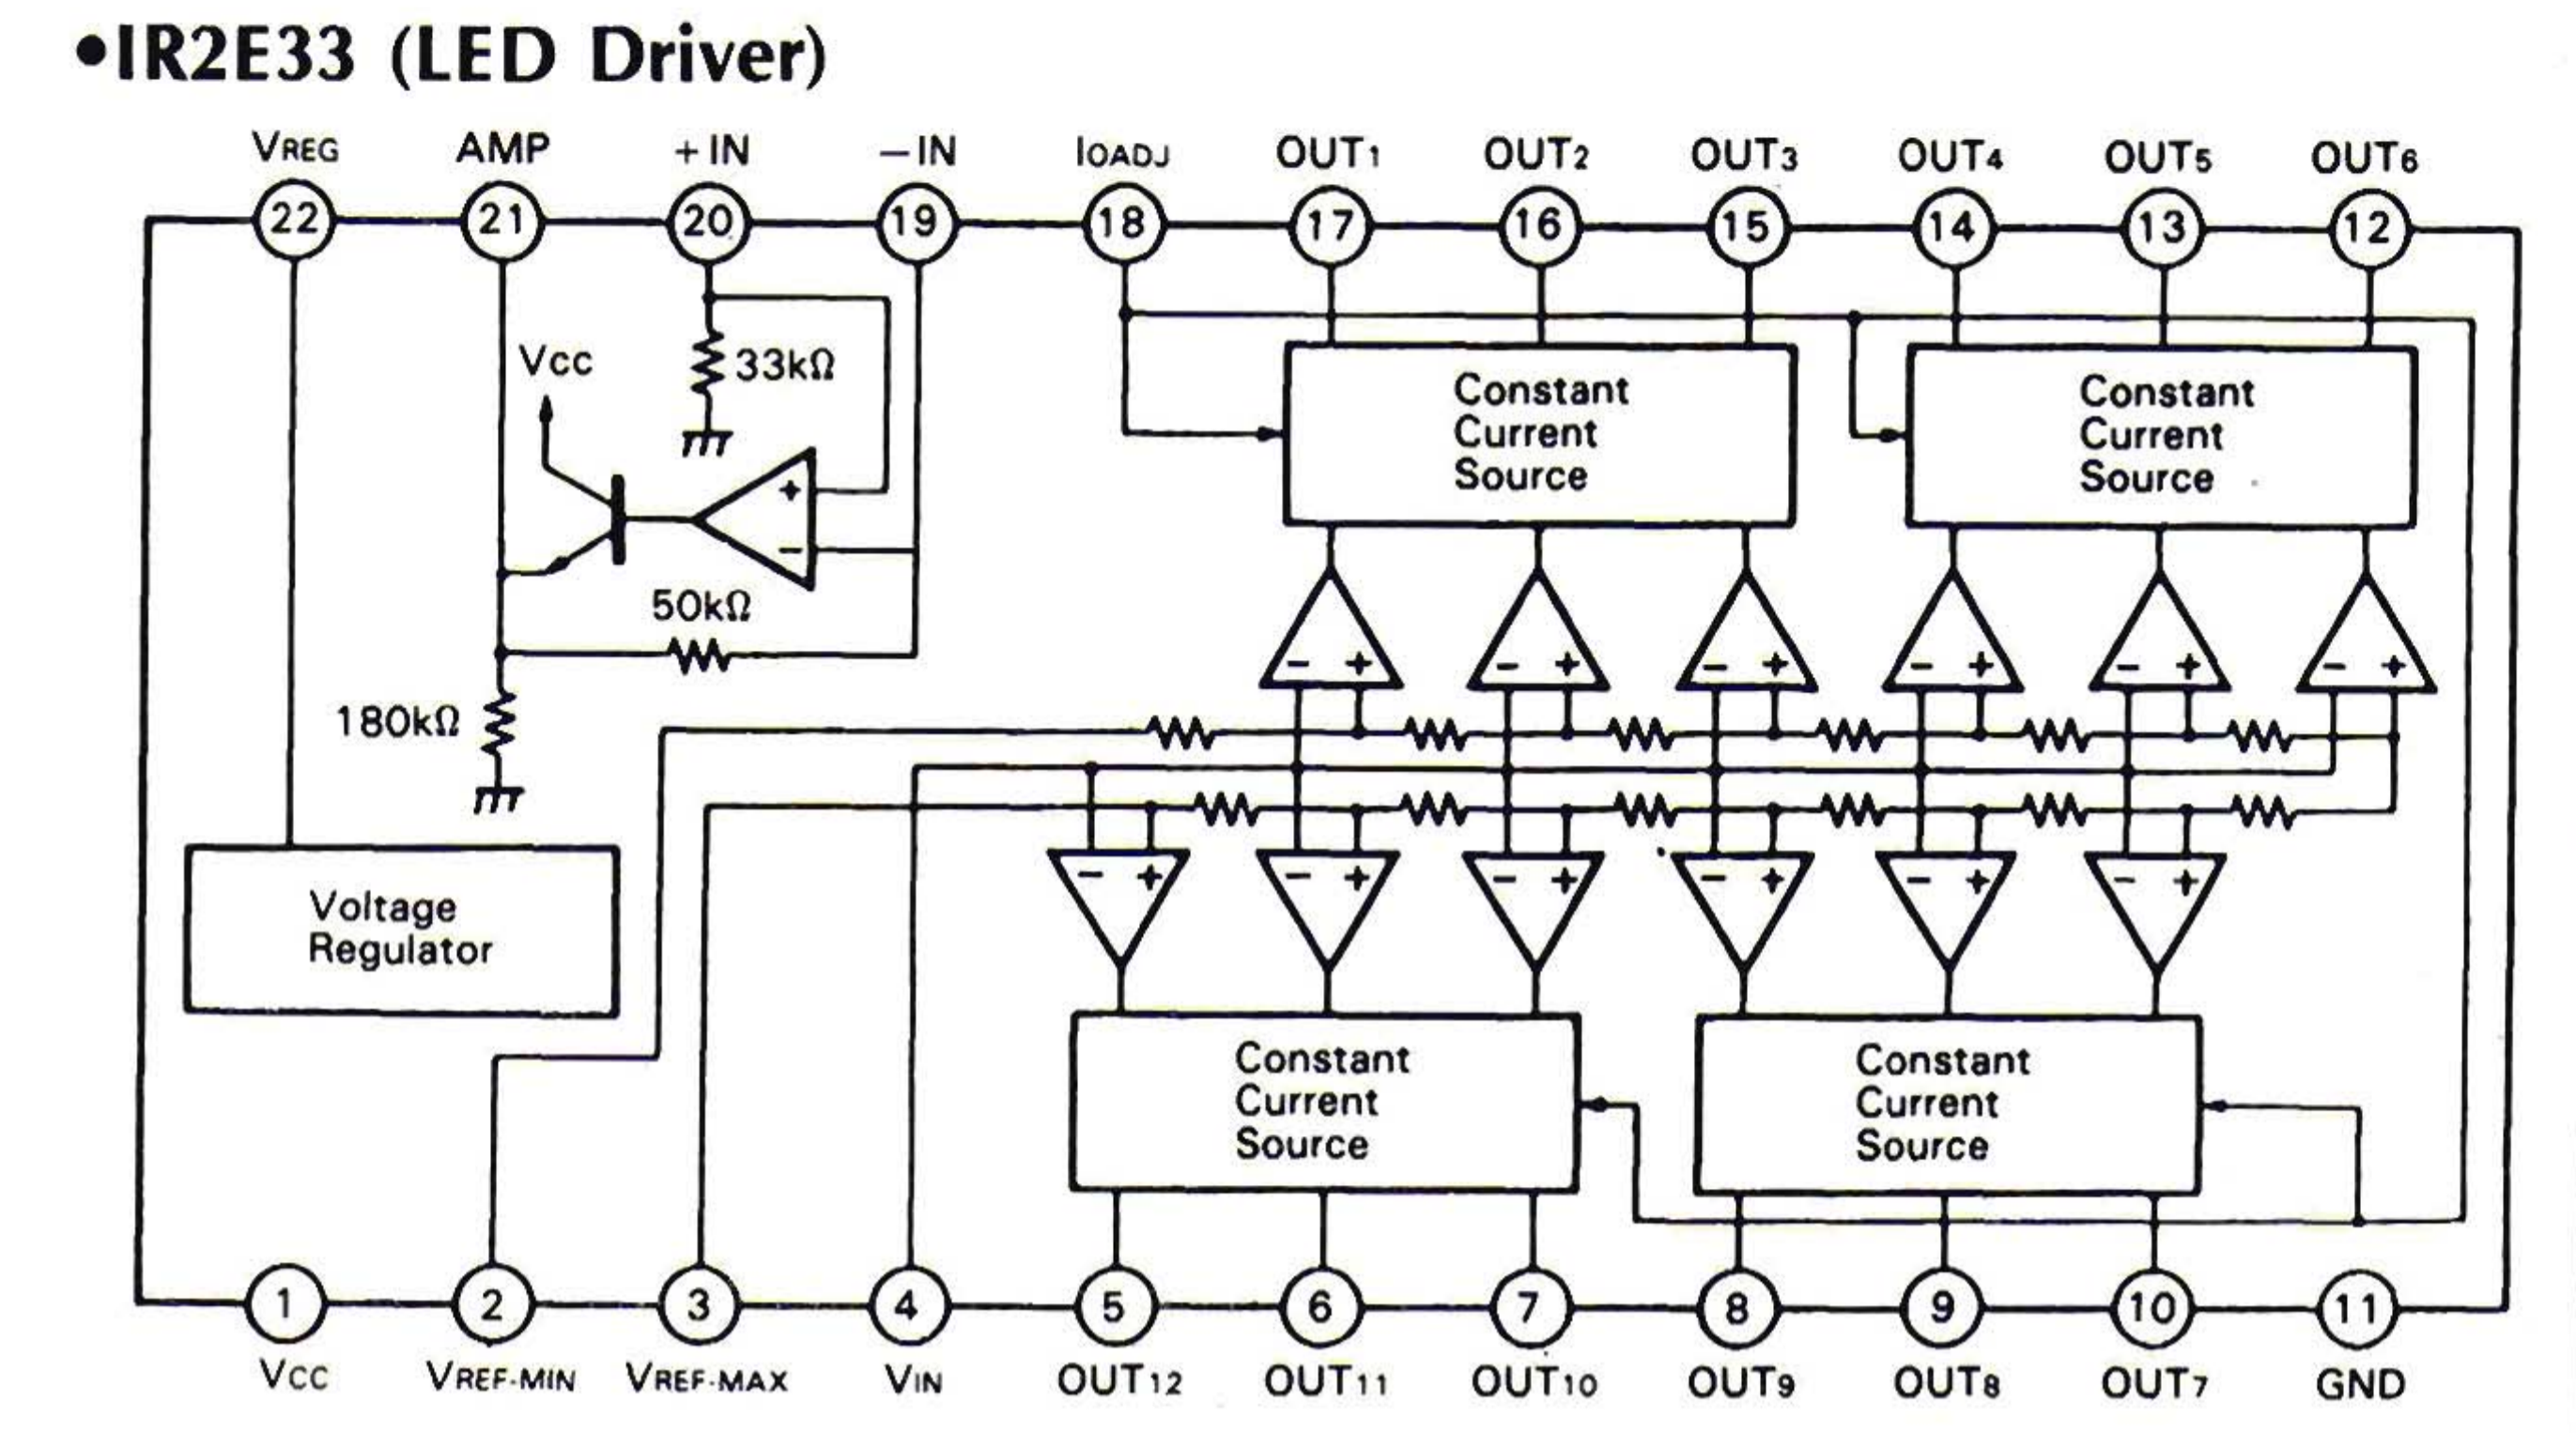 •IR2E33 (LED Driver)
VREG AMP +IN −IN IOADJ OUT1 OUT2 OUT3 OUT4 OUT5 OUT6
22 21 20 19 18 17 16 15 14 13 12
Vcc
33kΩ
Constant
Current
Source
Constant
Current
Source
+
−
50kΩ
− + − + − + − + − + − +
180kΩ
− + − + − + − + − + − +
Voltage
Regulator
Constant
Current
Source
Constant
Current
Source
1 2 3 4 5 6 7 8 9 10 11
VCC VREF-MIN VREF-MAX VIN OUT12 OUT11 OUT10 OUT9 OUT8 OUT7 GND